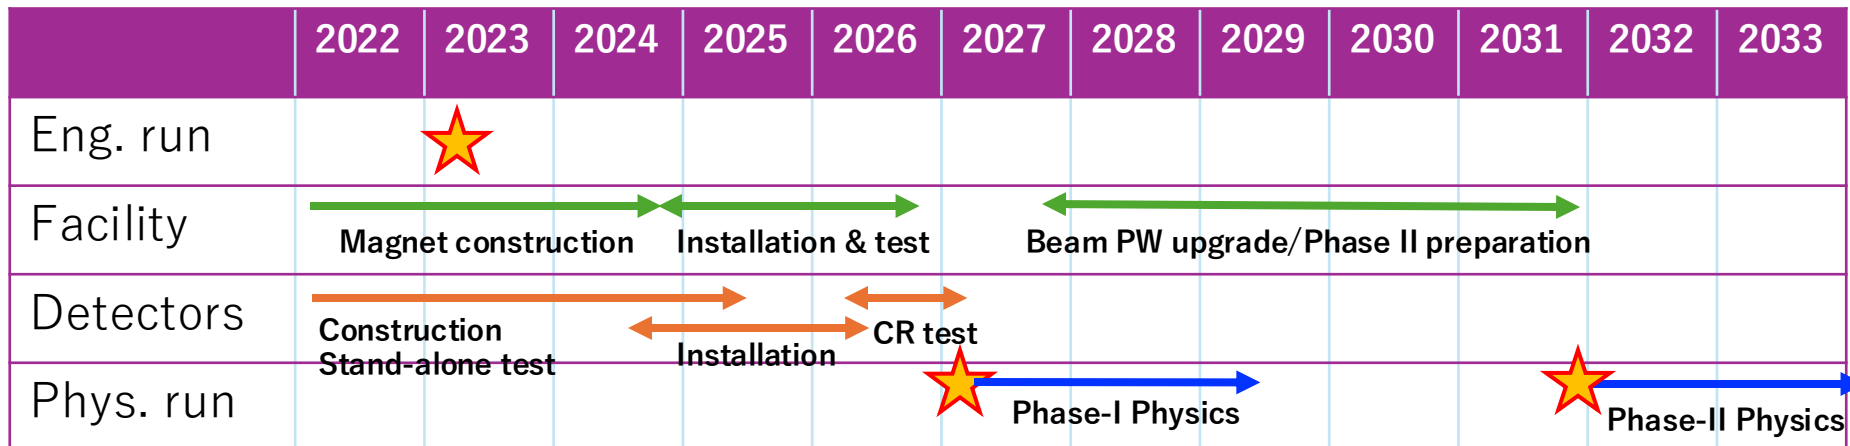 2022 2023 2024 2025 2026 2027 2028 2029 2030 2031 2032 2033
Eng. run
Facility
Magnet construction
Installation & test
Beam PW upgrade/Phase II preparation
Detectors
Construction
Stand-alone test
Installation
CR test
Phys. run
Phase-I Physics
Phase-II Physics